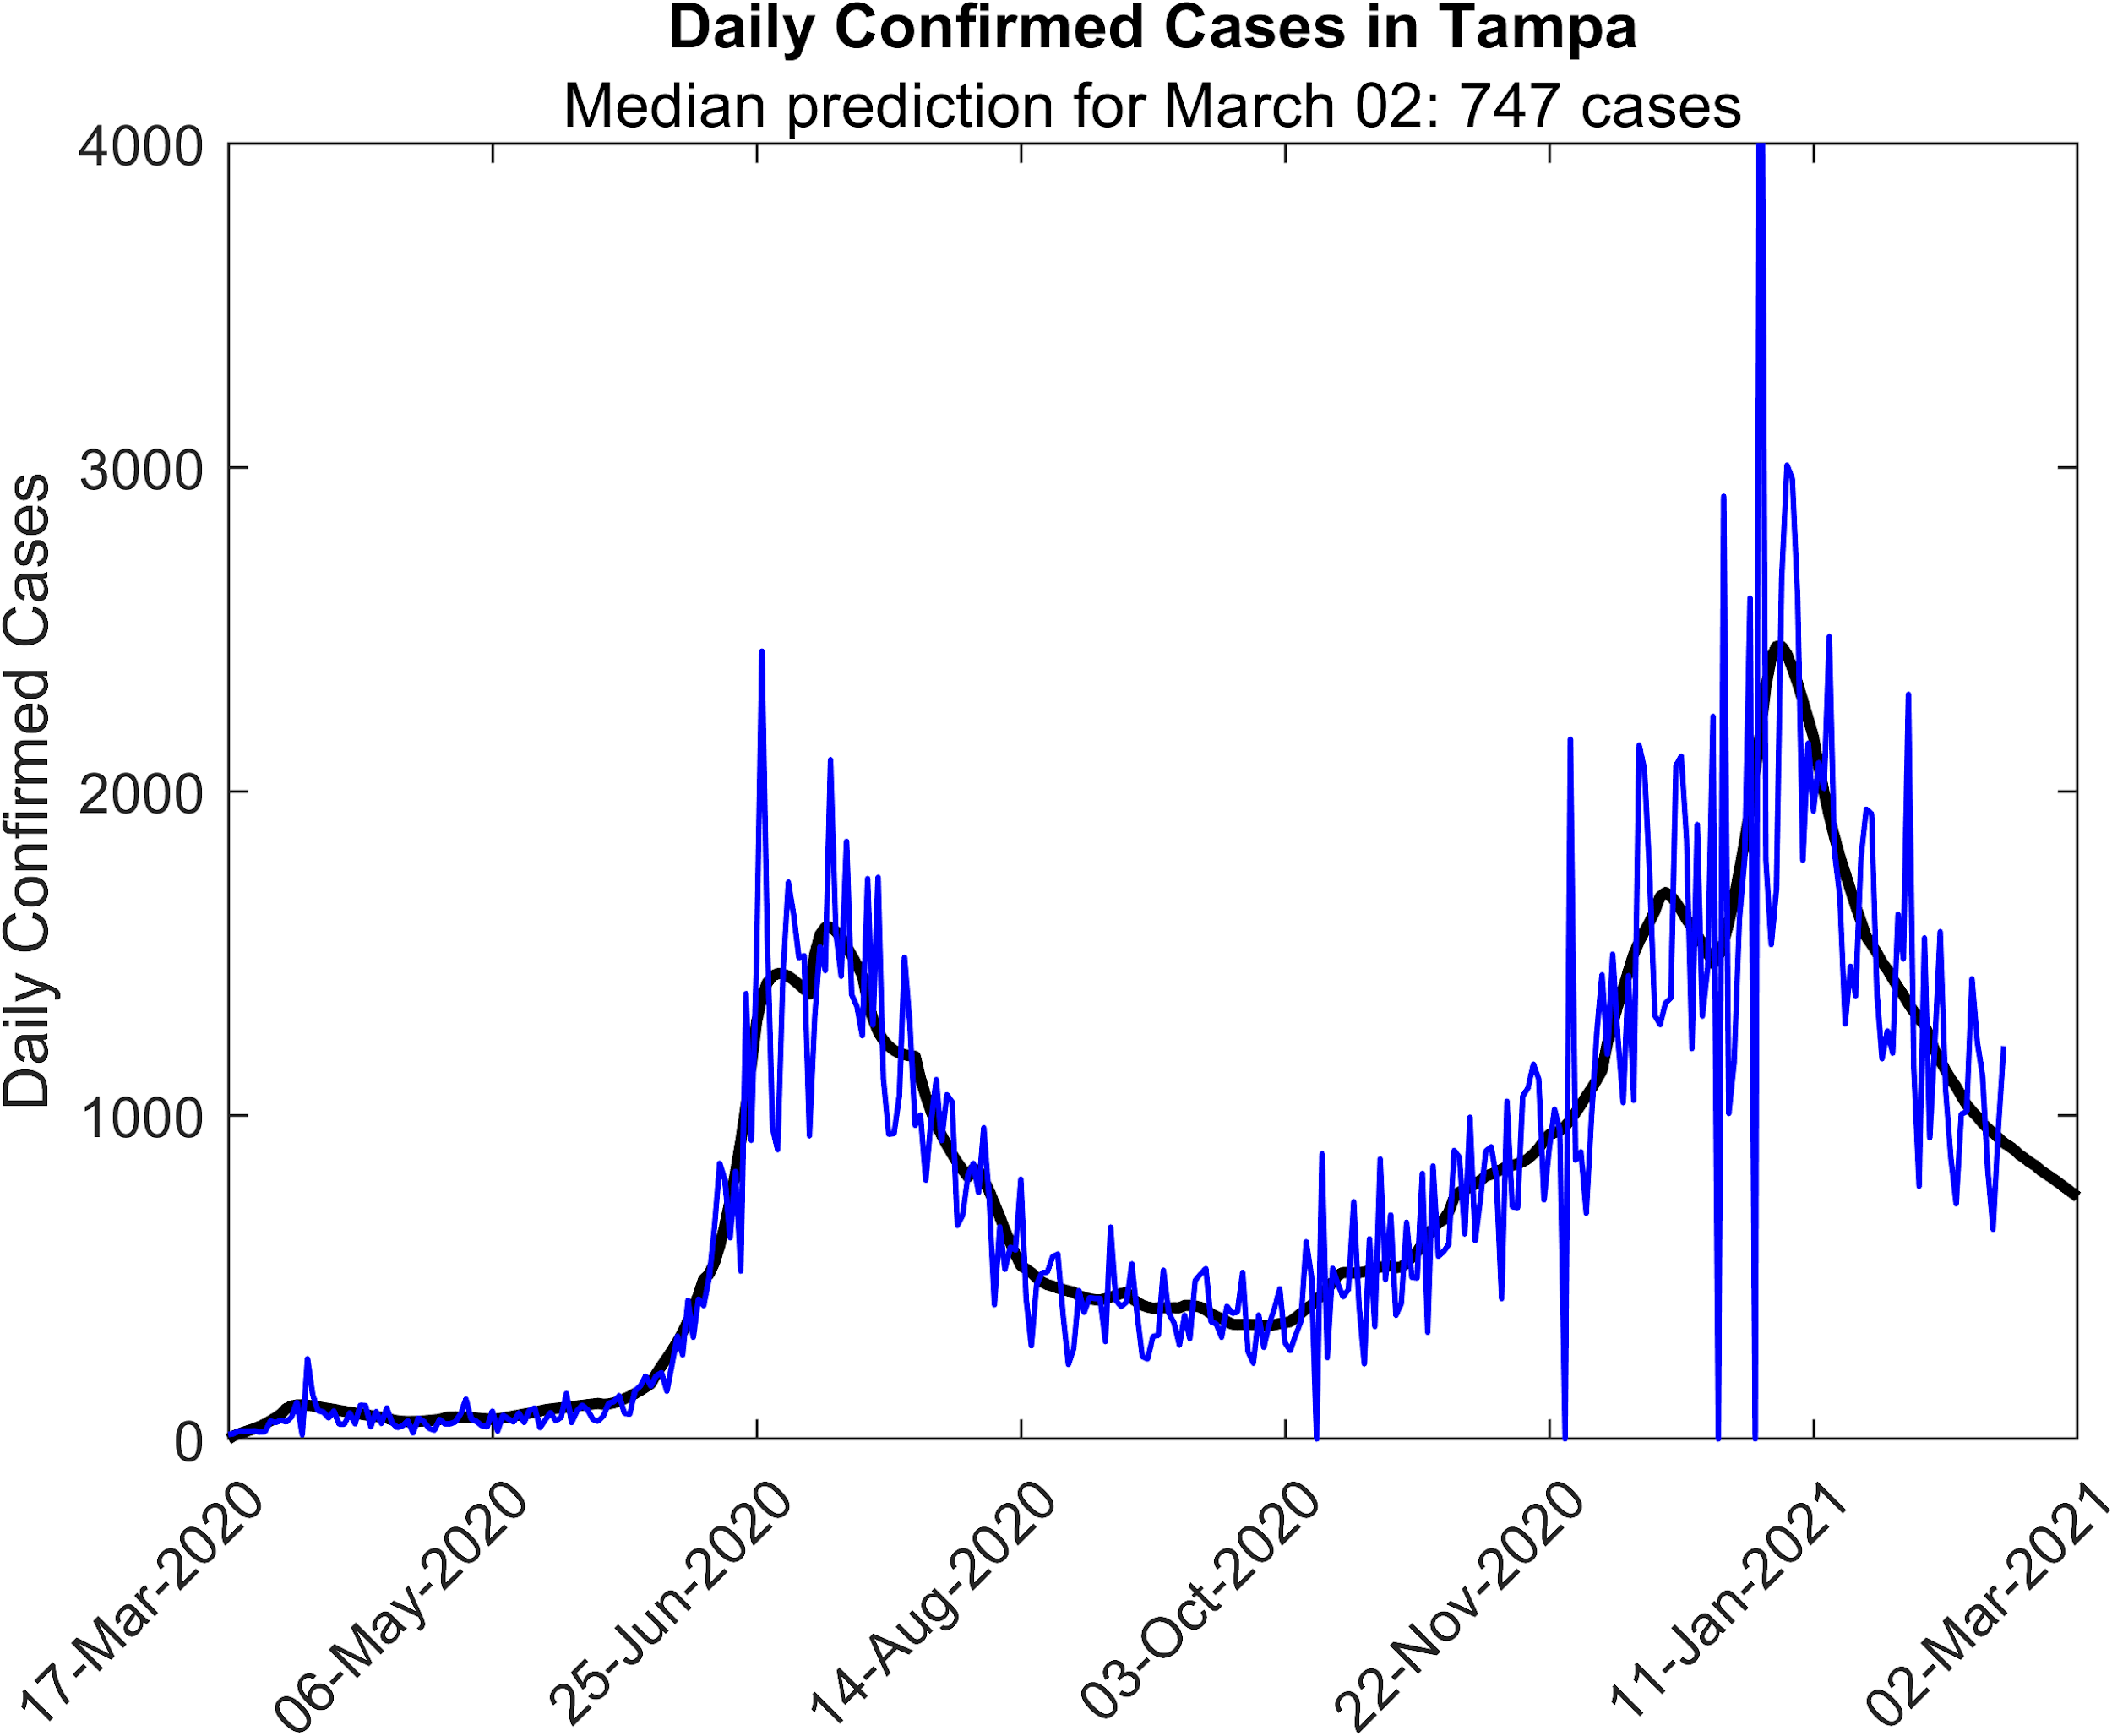 Daily Confirmed Cases in Tampa
Median prediction for March 02: 747 cases
Daily Confirmed Cases
4000
3000
2000
1000
0
17-Mar-2020
06-May-2020
25-Jun-2020
14-Aug-2020
03-Oct-2020
22-Nov-2020
11-Jan-2021
02-Mar-2021